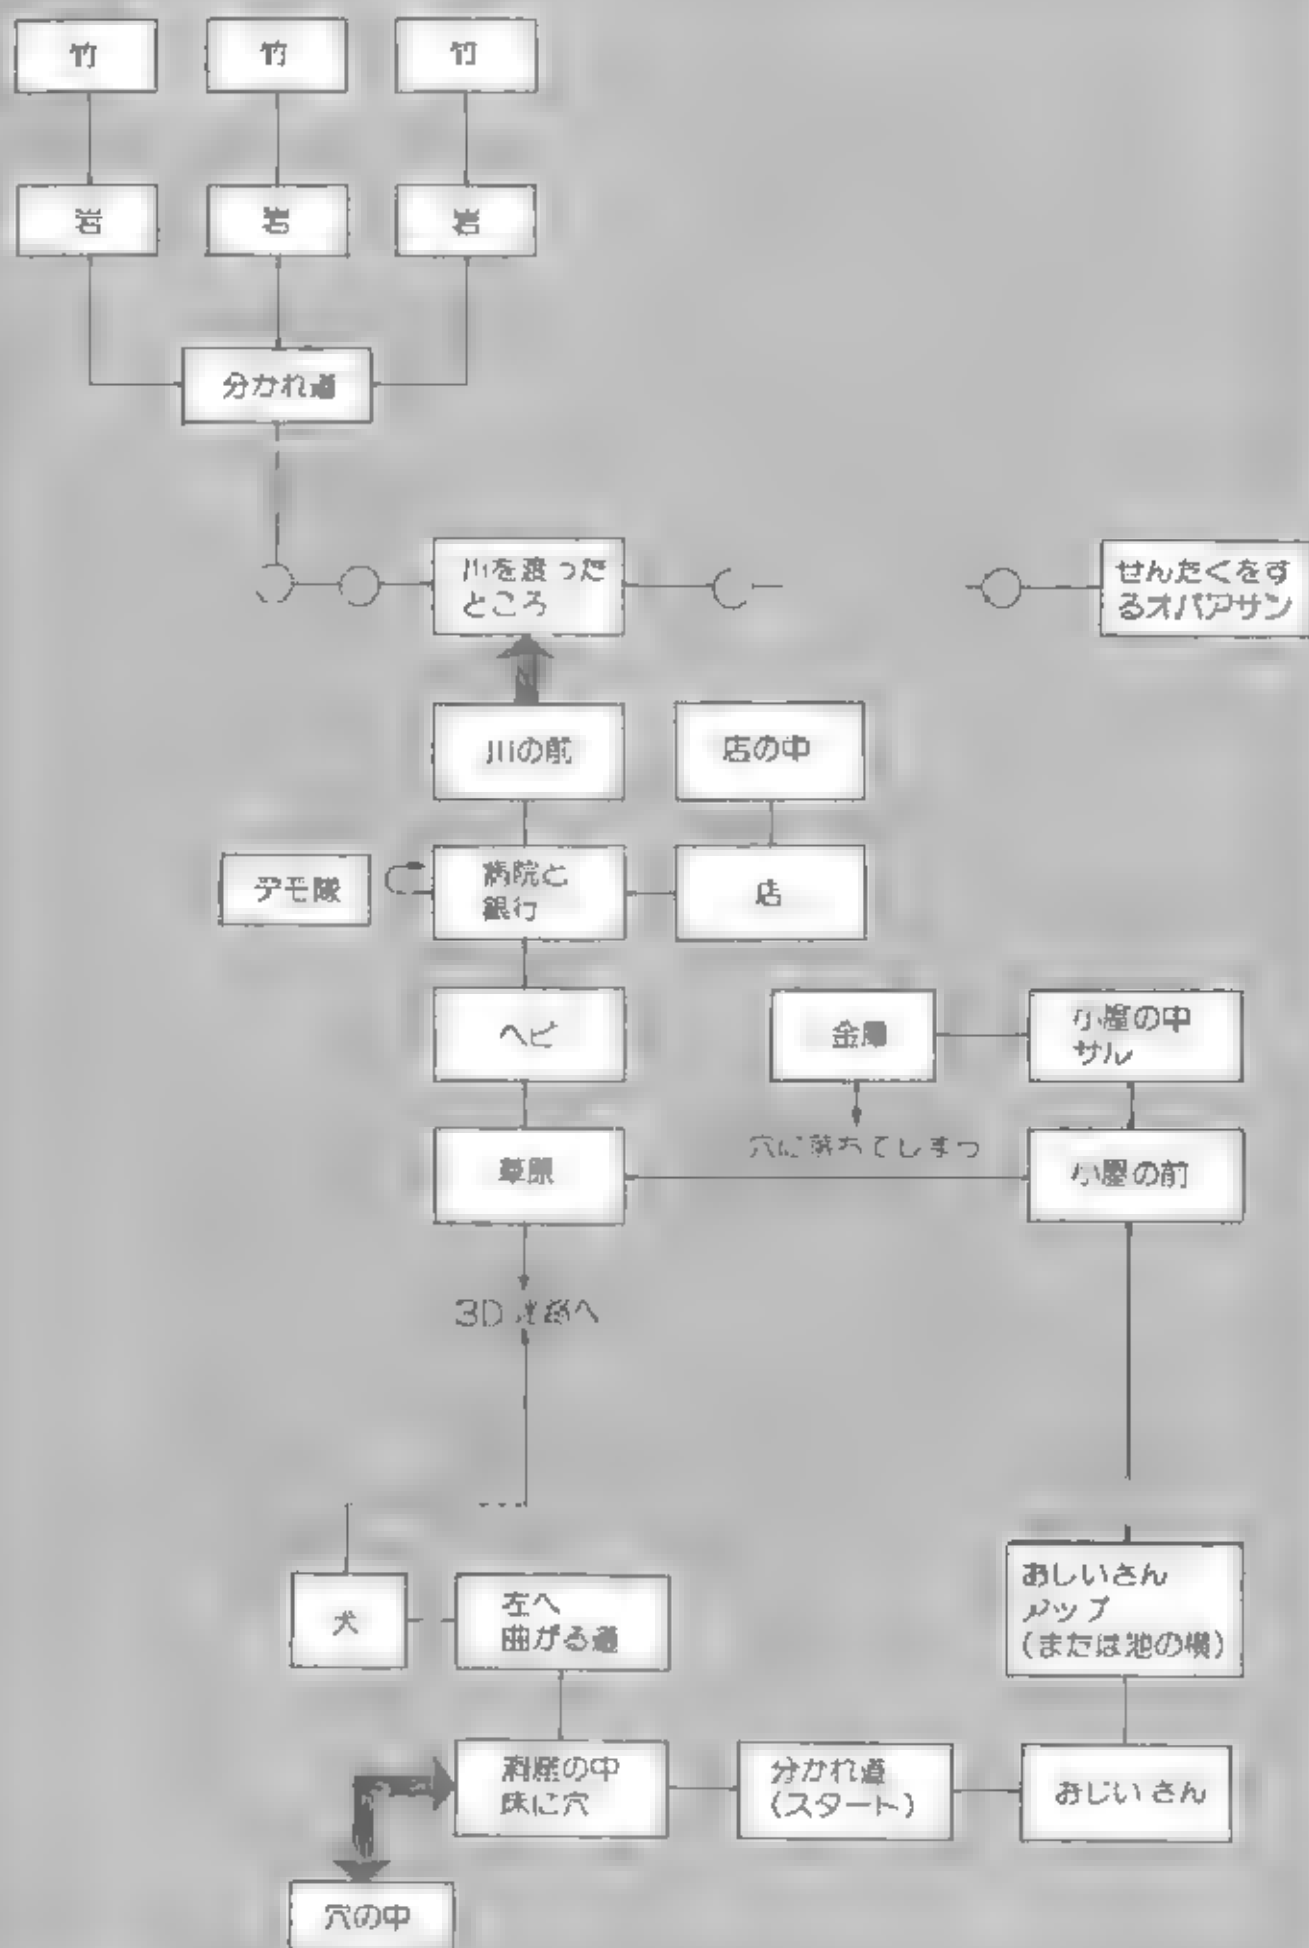 竹
竹
竹
岩
岩
岩
分かれ道
川を渡った
ところ
せんたくをす
るオバアサン
川の前
店の中
デモ隊
病院と
銀行
店
ヘビ
金庫
小屋の中
サル
穴に落ちてしまう
草原
小屋の前
3D迷路へ
犬
左へ
曲がる道
おじいさん
アップ
(または池の横)
の中
床に穴
分かれ道
(スタート)
おじいさん
穴の中